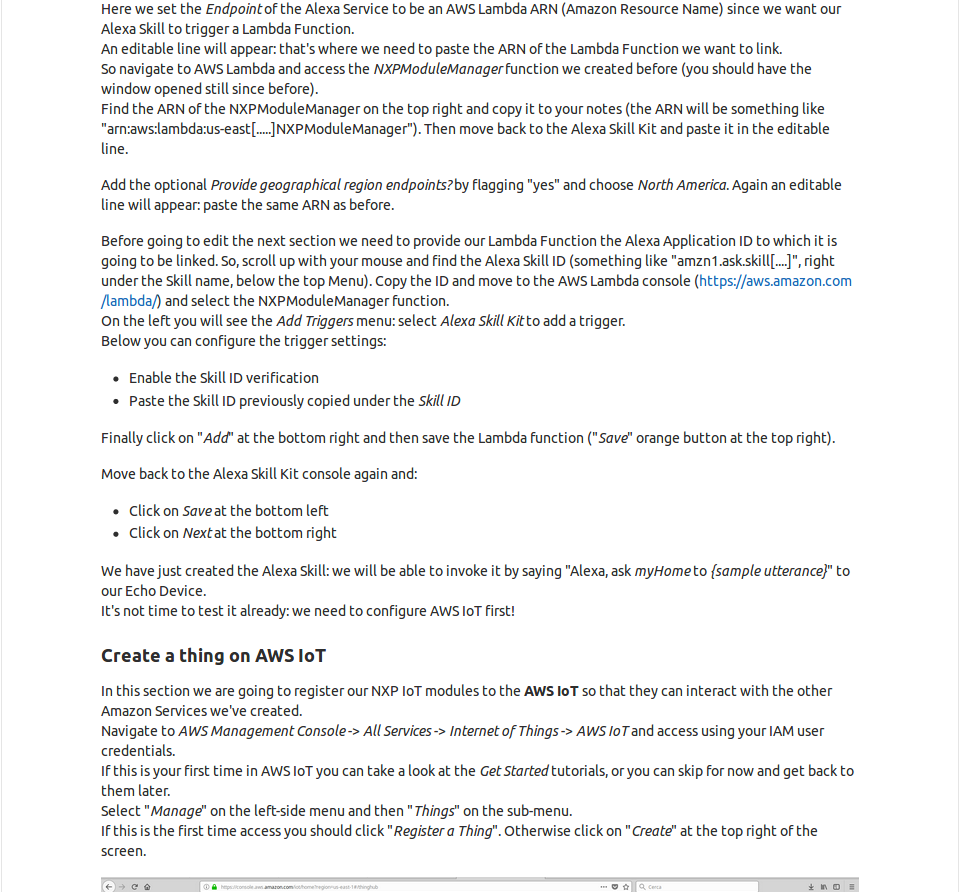 Here we set the Endpoint of the Alexa Service to be an AWS Lambda ARN (Amazon Resource Name) since we want our
Alexa Skill to trigger a Lambda Function.
An editable line will appear: that's where we need to paste the ARN of the Lambda Function we want to link.
So navigate to AWS Lambda and access the NXPModuleManager function we created before (you should have the
window opened still since before).
Find the ARN of the NXPModuleManager on the top right and copy it to your notes (the ARN will be something like
"arn:aws:lambda:us-east[.....]NXPModuleManager"). Then move back to the Alexa Skill Kit and paste it in the editable
line.
Add the optional Provide geographical region endpoints? by flagging "yes" and choose North America. Again an editable
line will appear: paste the same ARN as before.
Before going to edit the next section we need to provide our Lambda Function the Alexa Application ID to which it is
going to be linked. So, scroll up with your mouse and find the Alexa Skill ID (something like "amzn1.ask.skill[....]", right
under the Skill name, below the top Menu). Copy the ID and move to the AWS Lambda console (https://aws.amazon.com
/lambda/) and select the NXPModuleManager function.
On the left you will see the Add Triggers menu: select Alexa Skill Kit to add a trigger.
Below you can configure the trigger settings:
• Enable the Skill ID verification
• Paste the Skill ID previously copied under the Skill ID
Finally click on "Add" at the bottom right and then save the Lambda function ("Save" orange button at the top right).
Move back to the Alexa Skill Kit console again and:
• Click on Save at the bottom left
• Click on Next at the bottom right
We have just created the Alexa Skill: we will be able to invoke it by saying "Alexa, ask myHome to {sample utterance}" to
our Echo Device.
It's not time to test it already: we need to configure AWS IoT first!
Create a thing on AWS IoT
In this section we are going to register our NXP IoT modules to the AWS IoT so that they can interact with the other
Amazon Services we've created.
Navigate to AWS Management Console -> All Services -> Internet of Things -> AWS IoT and access using your IAM user
credentials.
If this is your first time in AWS IoT you can take a look at the Get Started tutorials, or you can skip for now and get back to
them later.
Select "Manage" on the left-side menu and then "Things" on the sub-menu.
If this is the first time access you should click "Register a Thing". Otherwise click on "Create" at the top right of the
screen.
https://console.aws.amazon.com/iot/home?region=us-east-1#/thinghub
Cerca